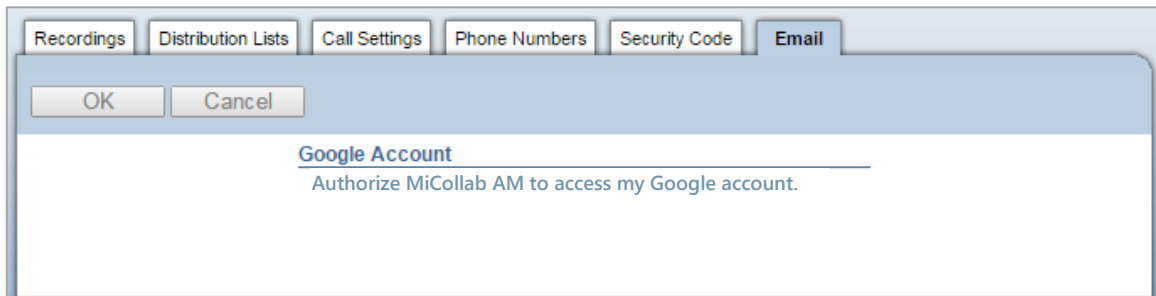 Recordings Distribution Lists Call Settings Phone Numbers Security Code Email
OK Cancel
Google Account
Authorize MiCollab AM to access my Google account.